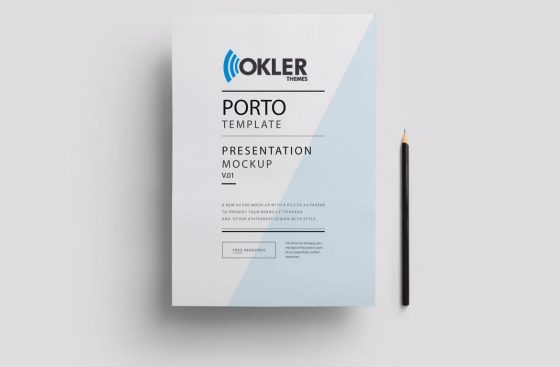 OKLER
THEMES
PORTO
TEMPLATE
PRESENTATION
MOCKUP
V.01
A NEW A4 PSD MOCK-UP WITH A PILE OF A4 PAPERS
TO PRESENT YOUR BRAND LETTERHEAD
AND OTHER STATIONERY DESIGN WITH STYLE.
FREE RESOURCE